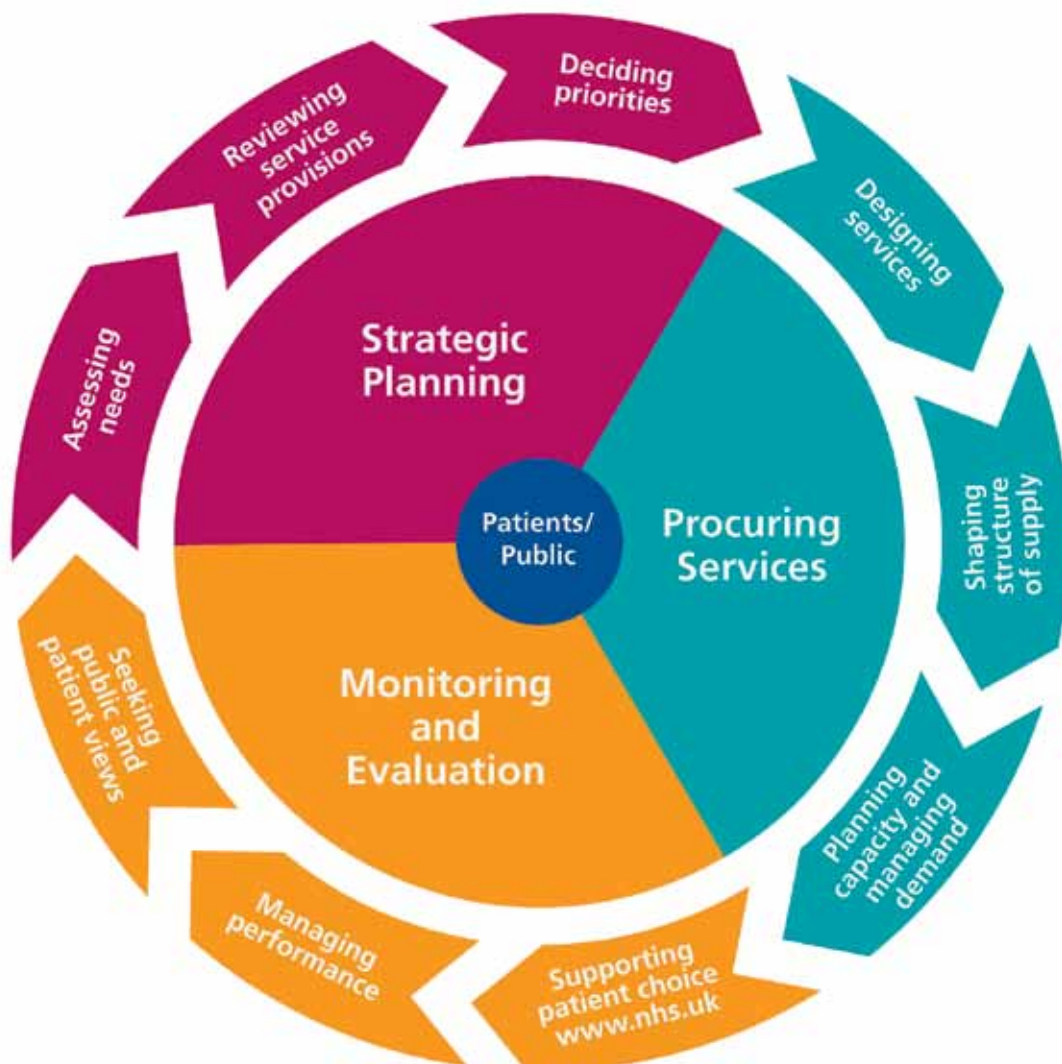 Deciding
priorities
Designing
services
Shaping
structure
of supply
Planning
capacity and
managing
demand
Supporting
patient choice
www.nhs.uk
Managing
performance
Seeking
public and
patient views
Assessing
needs
Reviewing
service
provisions
Strategic
Planning
Procuring
Services
Monitoring
and
Evaluation
Patients/
Public